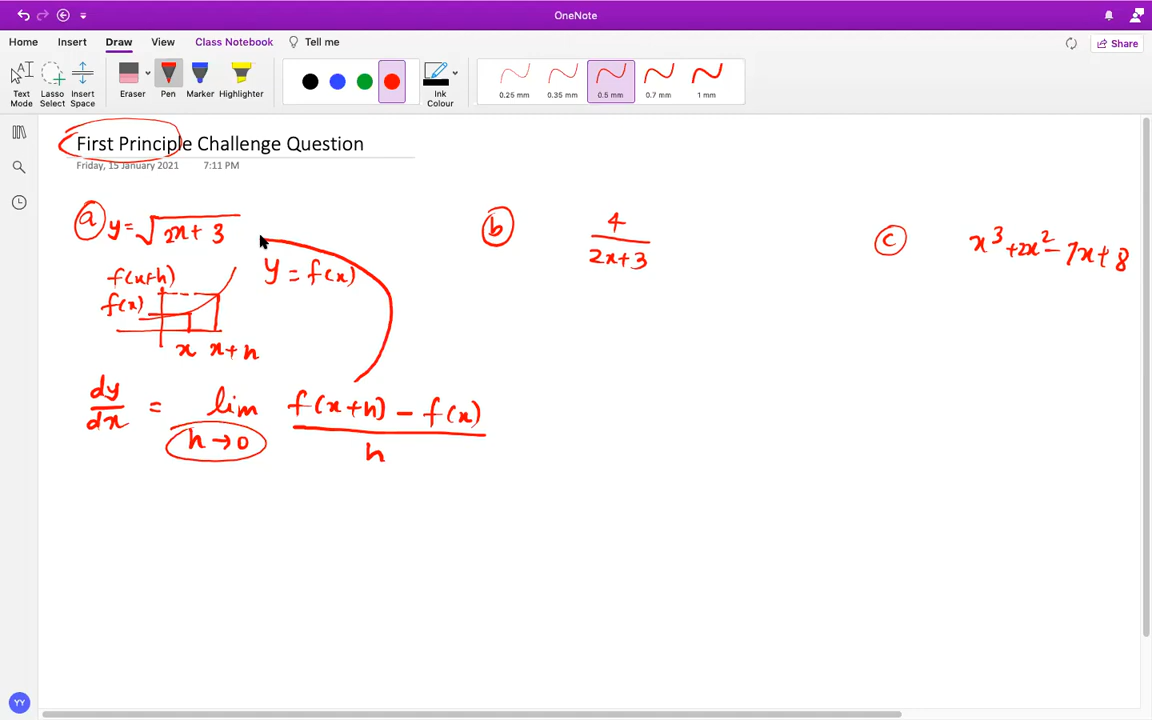 OneNote
Home Insert Draw View Class Notebook Tell me Share
Text Mode Lasso Select Insert Space Eraser Pen Marker Highlighter 0.25 mm 0.35 mm 0.5 mm 0.7 mm 1 mm Ink Colour
First Principle Challenge Question
Friday, 15 January 2021 7:11 PM
ⓐ y = √(2x + 3)
y = f(x)
f(x+h)
f(x)
x x+h
dy/dx = lim h→0 (f(x+h) − f(x))/h
ⓑ 4/(2x+3)
ⓒ x³ + 2x² − 7x + 8
YY